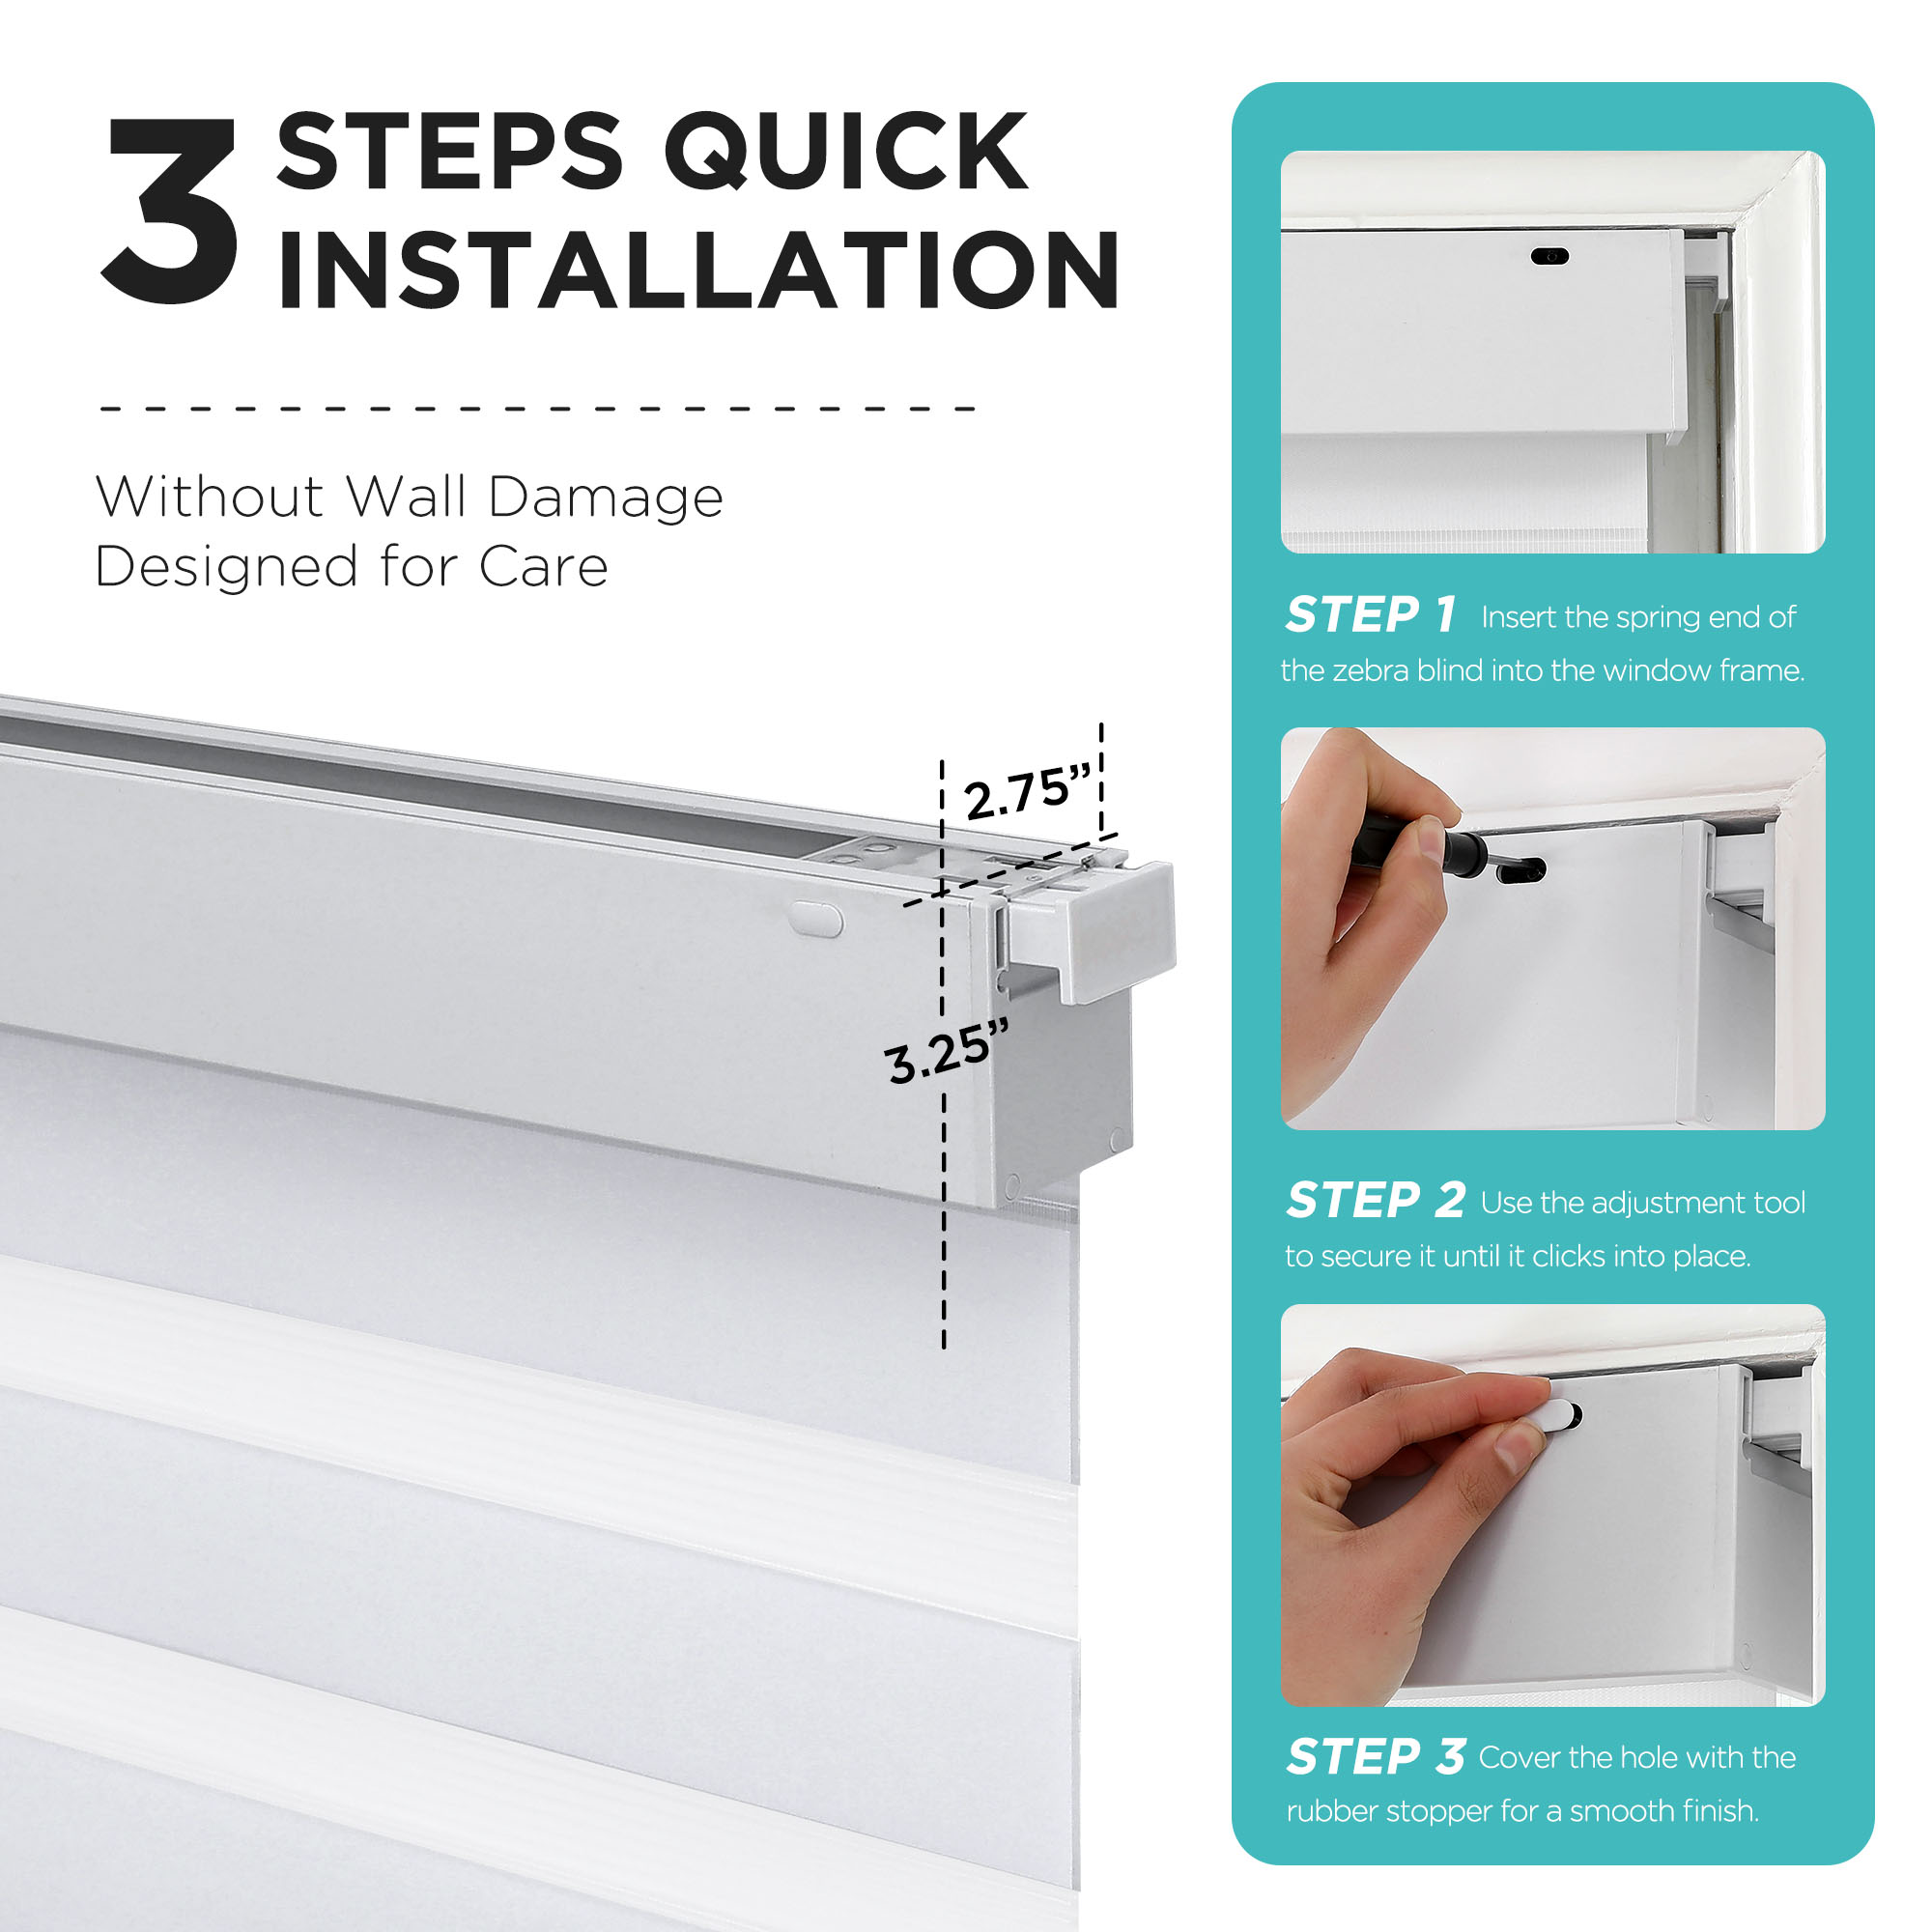 3 STEPS QUICK
INSTALLATION
Without Wall Damage
Designed for Care
2.75”
3.25”
STEP 1 Insert the spring end of
the zebra blind into the window frame.
STEP 2 Use the adjustment tool
to secure it until it clicks into place.
STEP 3 Cover the hole with the
rubber stopper for a smooth finish.